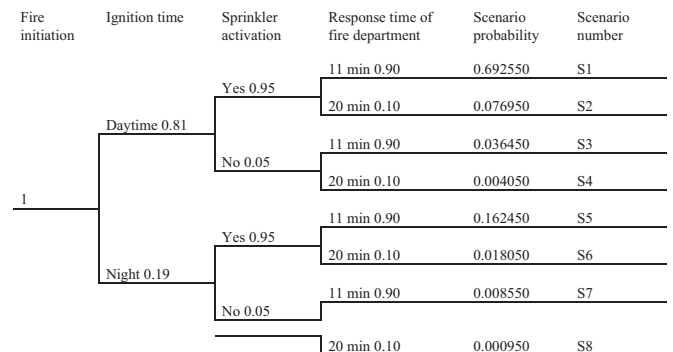 Fire initiation
Ignition time
Sprinkler activation
Response time of fire department
Scenario probability
Scenario number
11 min 0.90 0.692550 S1
Yes 0.95
20 min 0.10 0.076950 S2
Daytime 0.81
11 min 0.90 0.036450 S3
No 0.05
20 min 0.10 0.004050 S4
1
11 min 0.90 0.162450 S5
Yes 0.95
20 min 0.10 0.018050 S6
Night 0.19
11 min 0.90 0.008550 S7
No 0.05
20 min 0.10 0.000950 S8